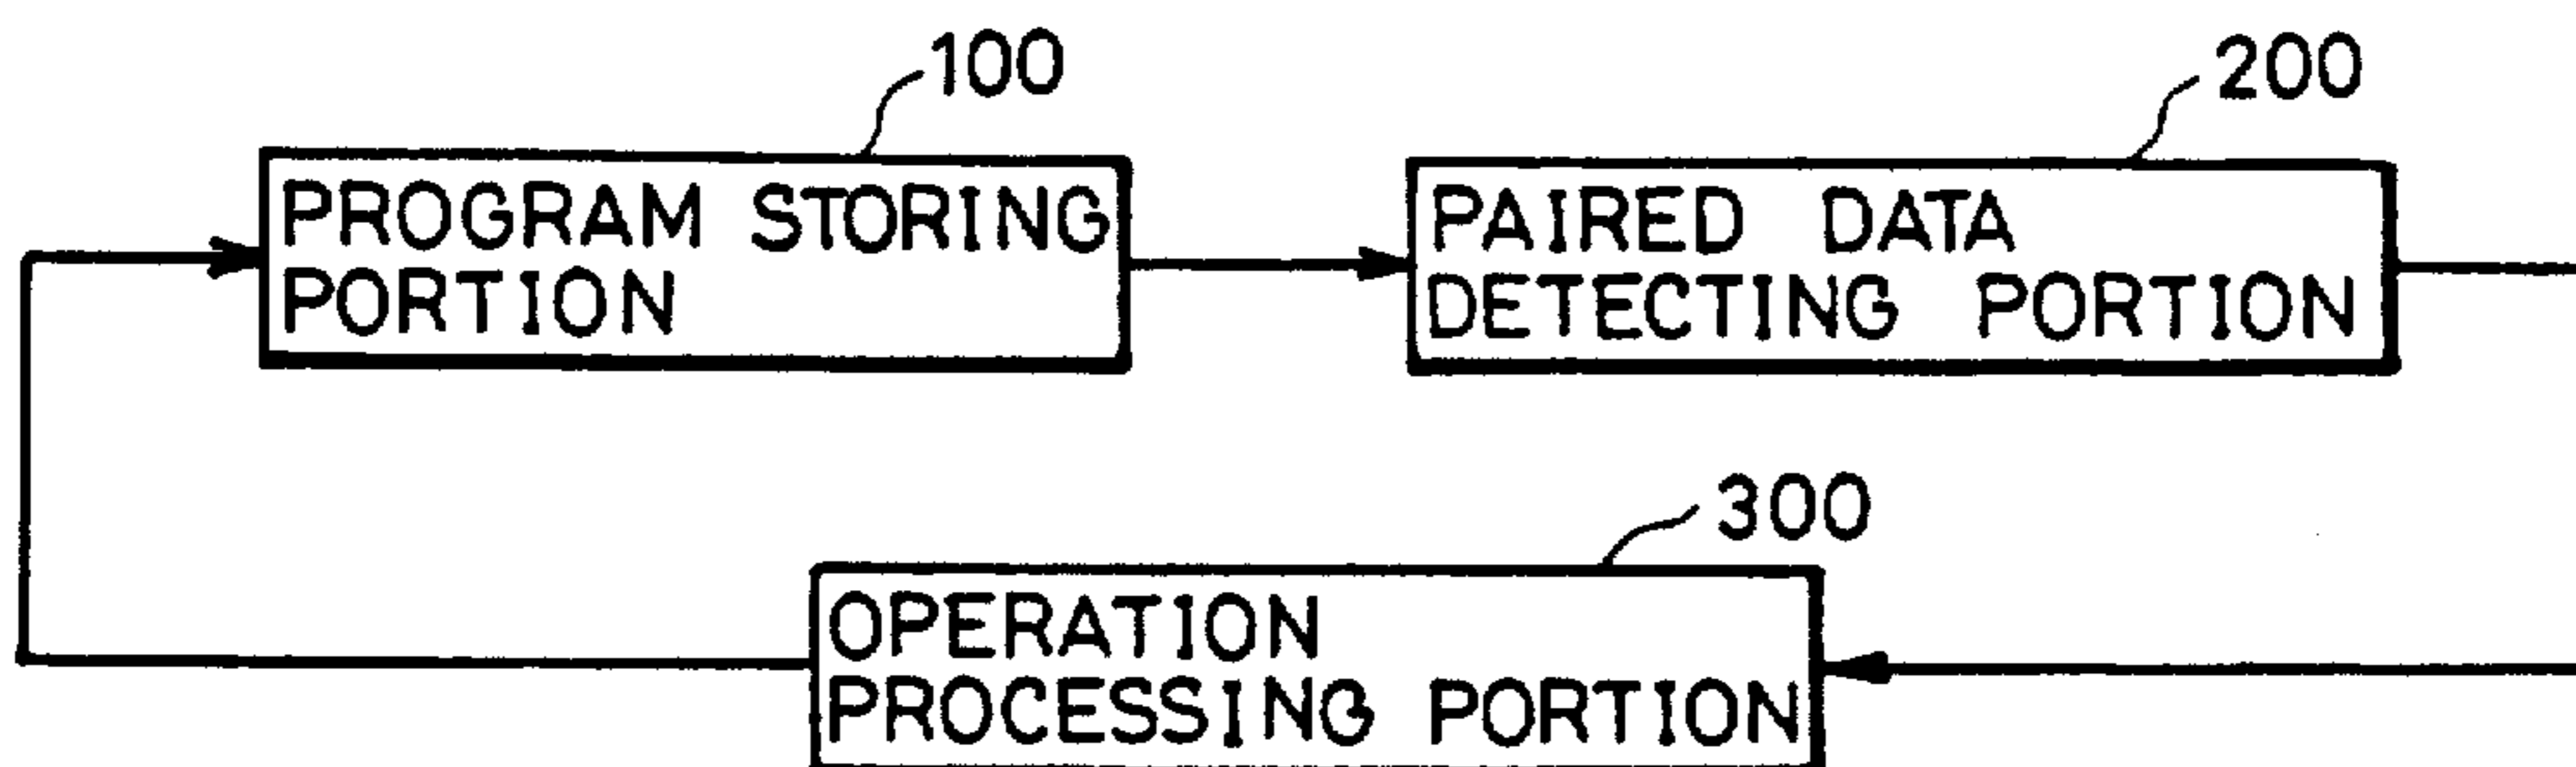 100
200
PROGRAM STORING
PORTION
PAIRED DATA
DETECTING PORTION
300
OPERATION
PROCESSING PORTION